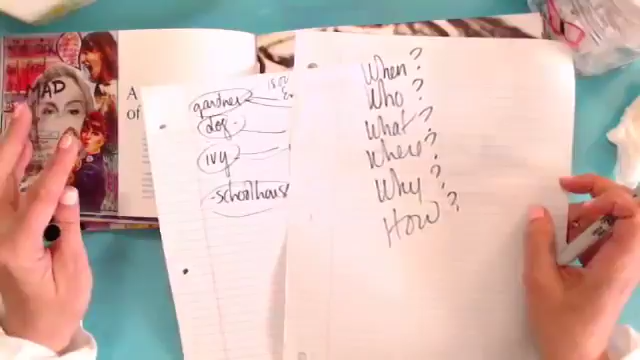 MAD
A
of
gardner
dog
ivy
-schoolhouse
When?
Who?
What?
Where?
Why?
How?